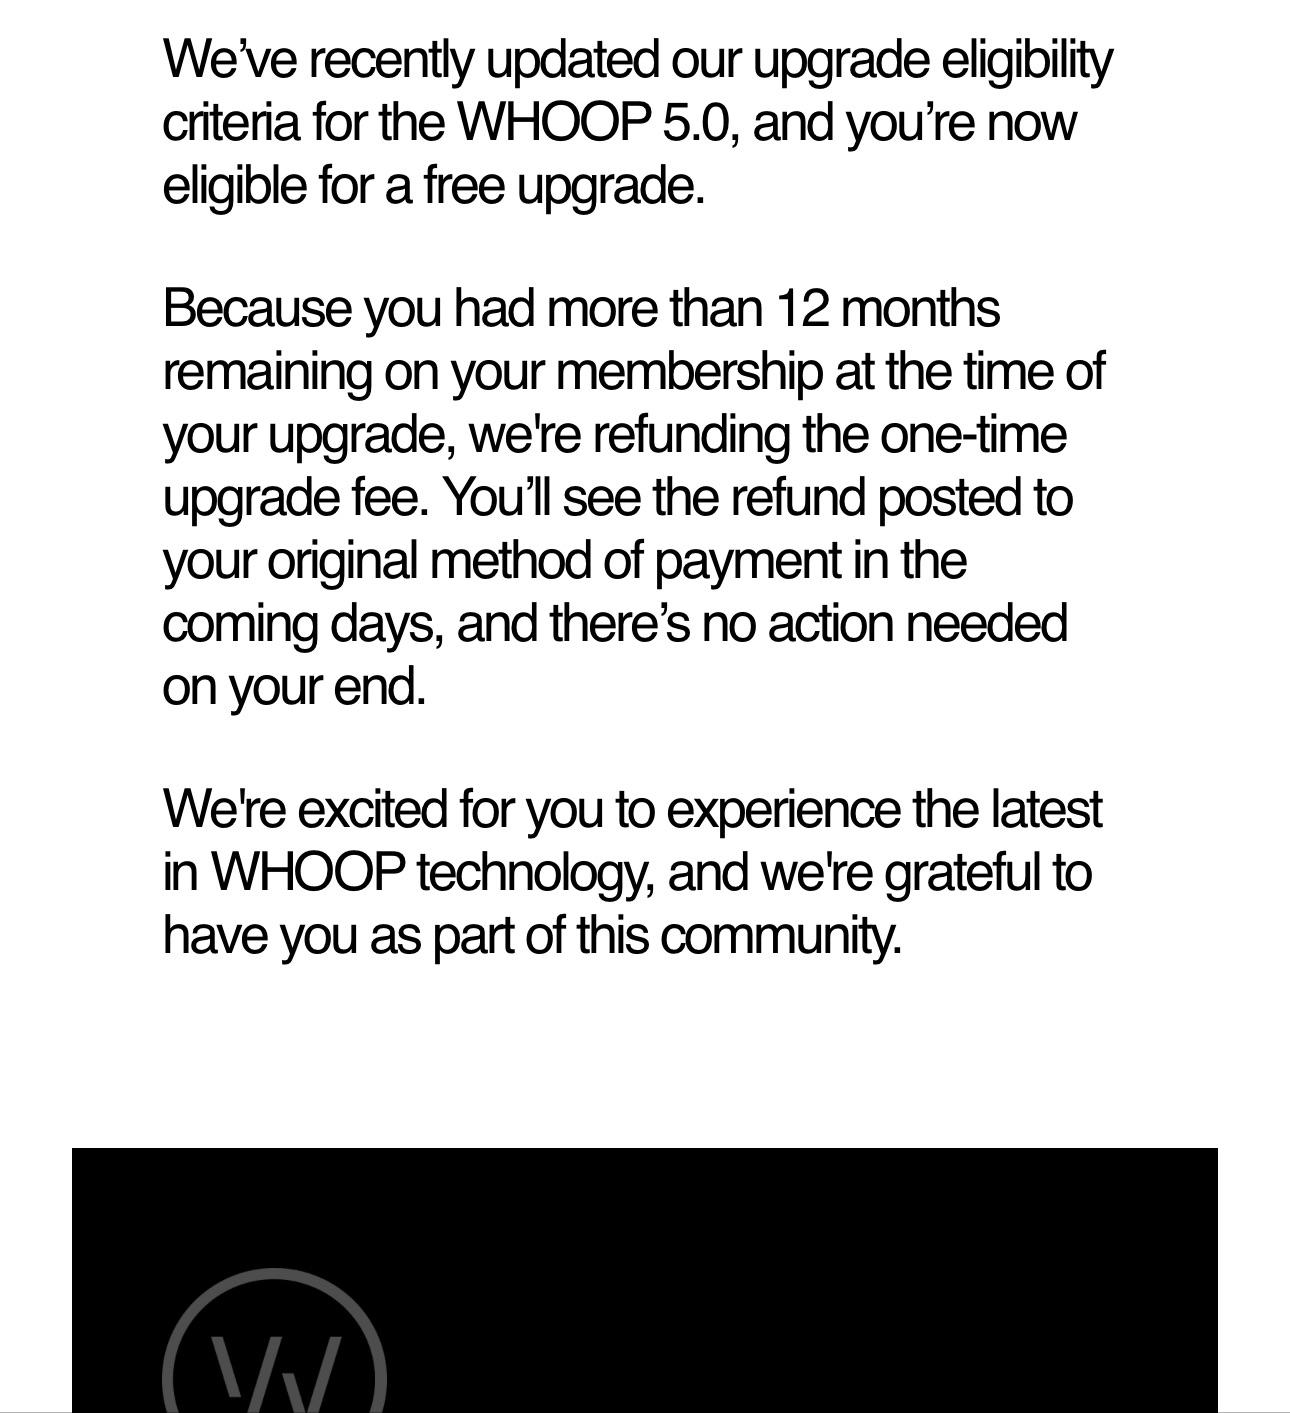 We’ve recently updated our upgrade eligibility
criteria for the WHOOP 5.0, and you’re now
eligible for a free upgrade.
Because you had more than 12 months
remaining on your membership at the time of
your upgrade, we're refunding the one-time
upgrade fee. You’ll see the refund posted to
your original method of payment in the
coming days, and there’s no action needed
on your end.
We're excited for you to experience the latest
in WHOOP technology, and we're grateful to
have you as part of this community.
W